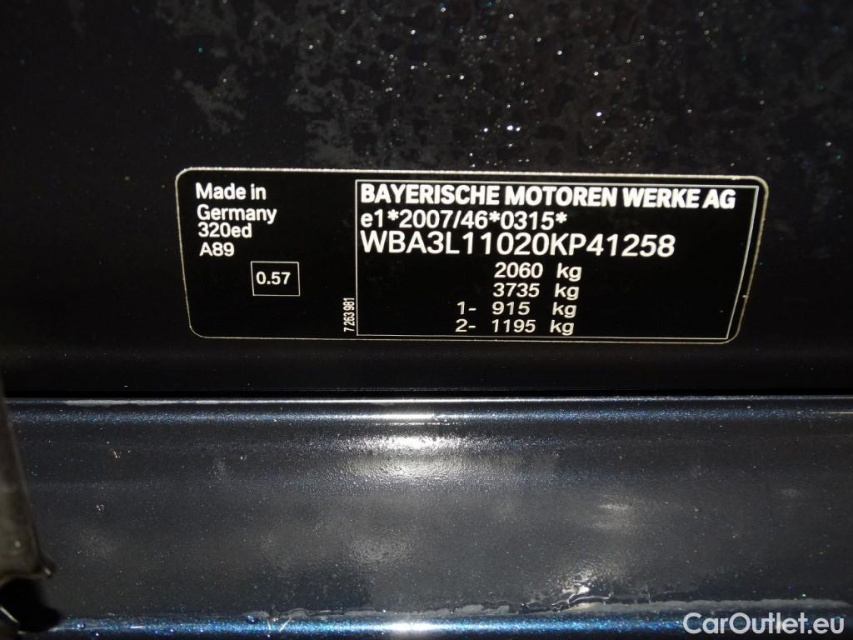 Made in
Germany
320ed
A89
0.57
7 263 981
BAYERISCHE MOTOREN WERKE AG
e1*2007/46*0315*
WBA3L11020KP41258
2060 kg
3735 kg
1- 915 kg
2- 1195 kg
CarOutlet.eu